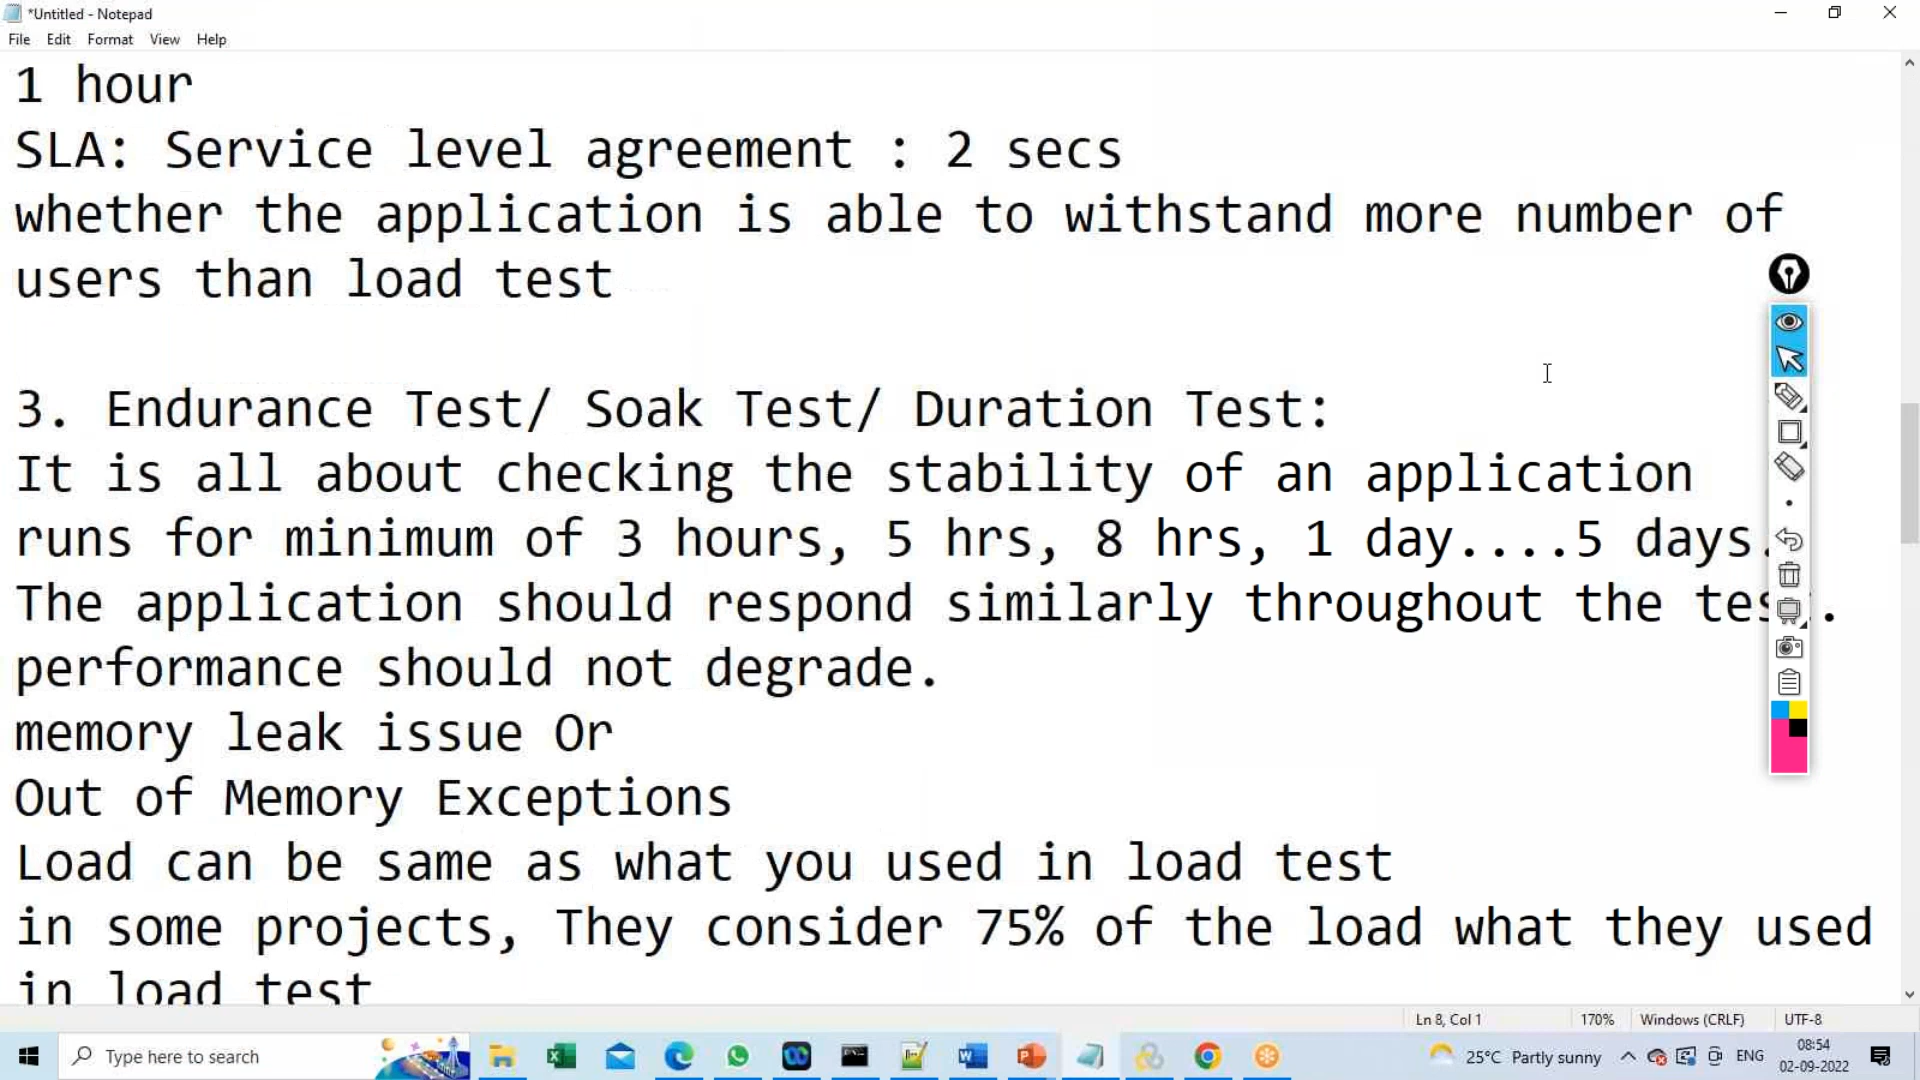 *Untitled - Notepad
File Edit Format View Help
1 hour
SLA: Service level agreement : 2 secs
whether the application is able to withstand more number of
users than load test
3. Endurance Test/ Soak Test/ Duration Test:
It is all about checking the stability of an application
runs for minimum of 3 hours, 5 hrs, 8 hrs, 1 day....5 days.
The application should respond similarly throughout the test.
performance should not degrade.
memory leak issue Or
Out of Memory Exceptions
Load can be same as what you used in load test
in some projects, They consider 75% of the load what they used
in load test
Ln 8, Col 1 170% Windows (CRLF) UTF-8
Type here to search
25°C Partly sunny
ENG
08:54
02-09-2022